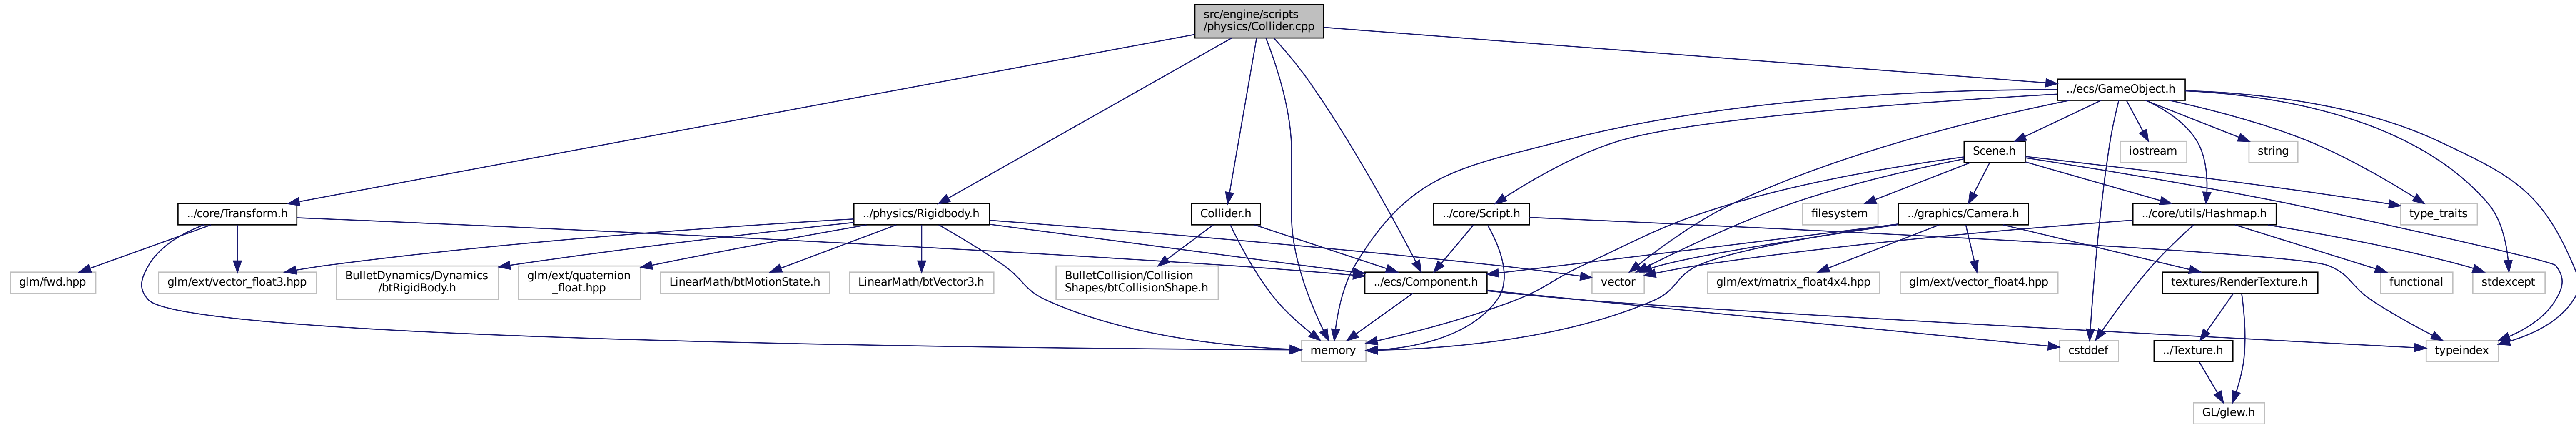 src/engine/scripts
/physics/Collider.cpp
../ecs/GameObject.h
Scene.h
iostream
string
../core/Transform.h
../physics/Rigidbody.h
Collider.h
../core/Script.h
filesystem
../graphics/Camera.h
../core/utils/Hashmap.h
type_traits
glm/fwd.hpp
glm/ext/vector_float3.hpp
BulletDynamics/Dynamics
/btRigidBody.h
glm/ext/quaternion
_float.hpp
LinearMath/btMotionState.h
LinearMath/btVector3.h
BulletCollision/Collision
Shapes/btCollisionShape.h
../ecs/Component.h
vector
glm/ext/matrix_float4x4.hpp
glm/ext/vector_float4.hpp
textures/RenderTexture.h
functional
stdexcept
memory
cstddef
../Texture.h
typeindex
GL/glew.h